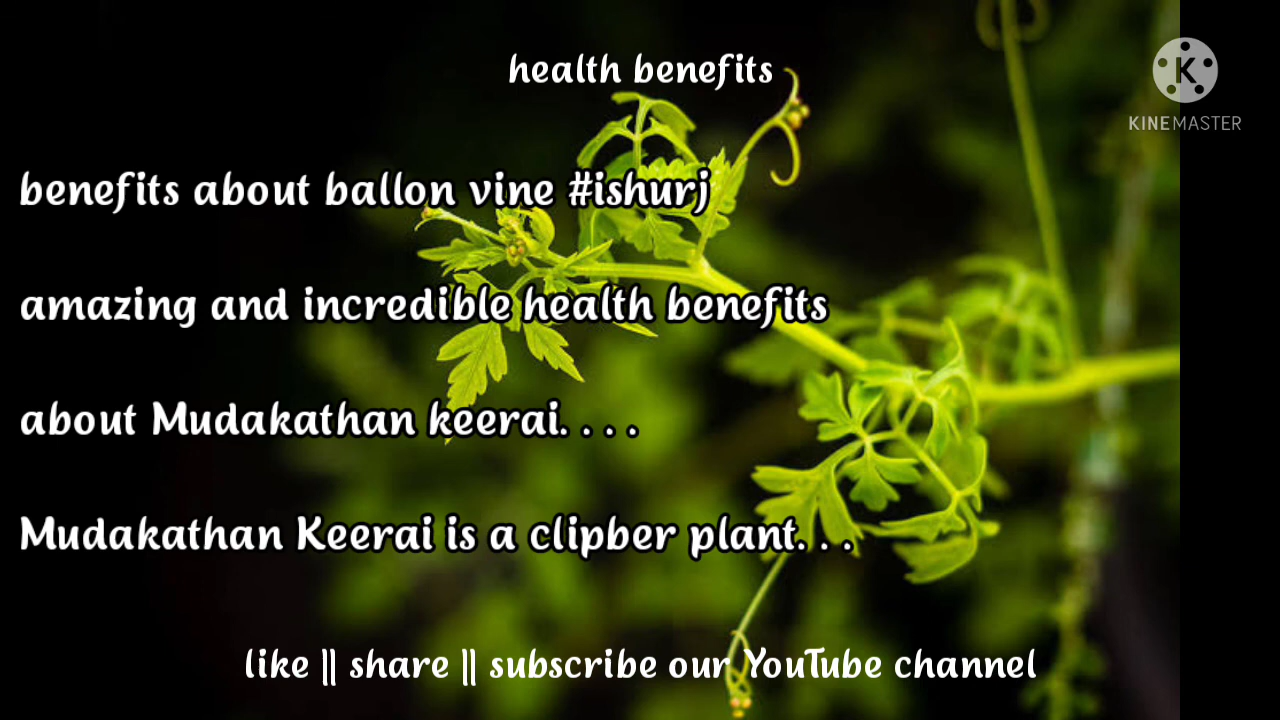 health benefits
K
KINEMASTER
benefits about ballon vine #ishurj
amazing and incredible health benefits
about Mudakathan keerai. . . .
Mudakathan Keerai is a clipber plant. . .
like || share || subscribe our YouTube channel